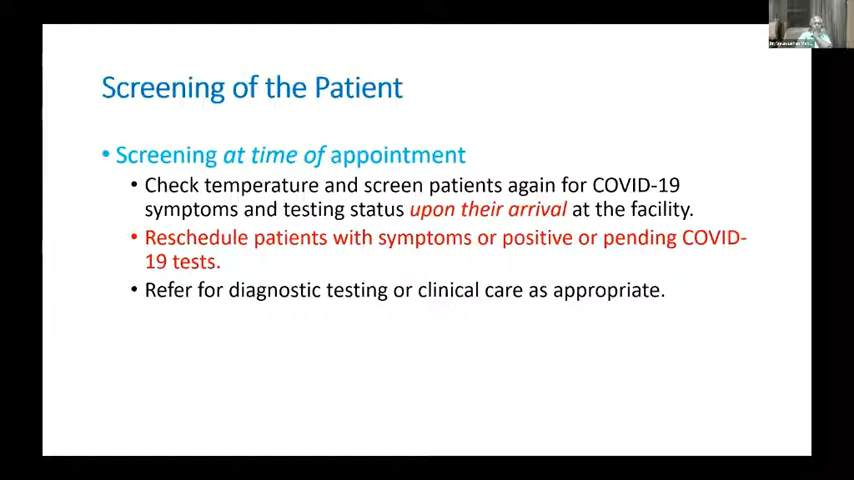 Screening of the Patient
• Screening at time of appointment
• Check temperature and screen patients again for COVID-19
symptoms and testing status upon their arrival at the facility.
• Reschedule patients with symptoms or positive or pending COVID-
19 tests.
• Refer for diagnostic testing or clinical care as appropriate.